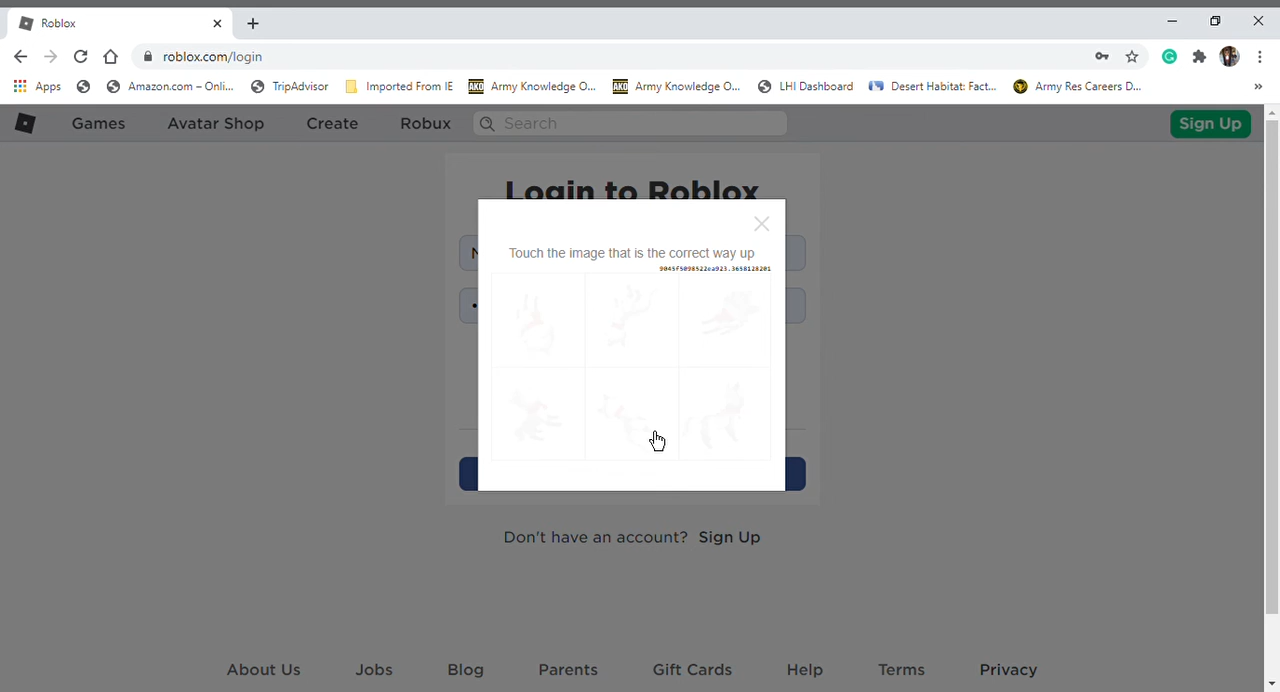 Roblox
roblox.com/login
Apps
Amazon.com – Onli...
TripAdvisor
Imported From IE
AKO Army Knowledge O...
AKO Army Knowledge O...
LHI Dashboard
Desert Habitat: Fact...
Army Res Careers D...
Games
Avatar Shop
Create
Robux
Search
Sign Up
Login to Roblox
Touch the image that is the correct way up
Don't have an account? Sign Up
About Us
Jobs
Blog
Parents
Gift Cards
Help
Terms
Privacy